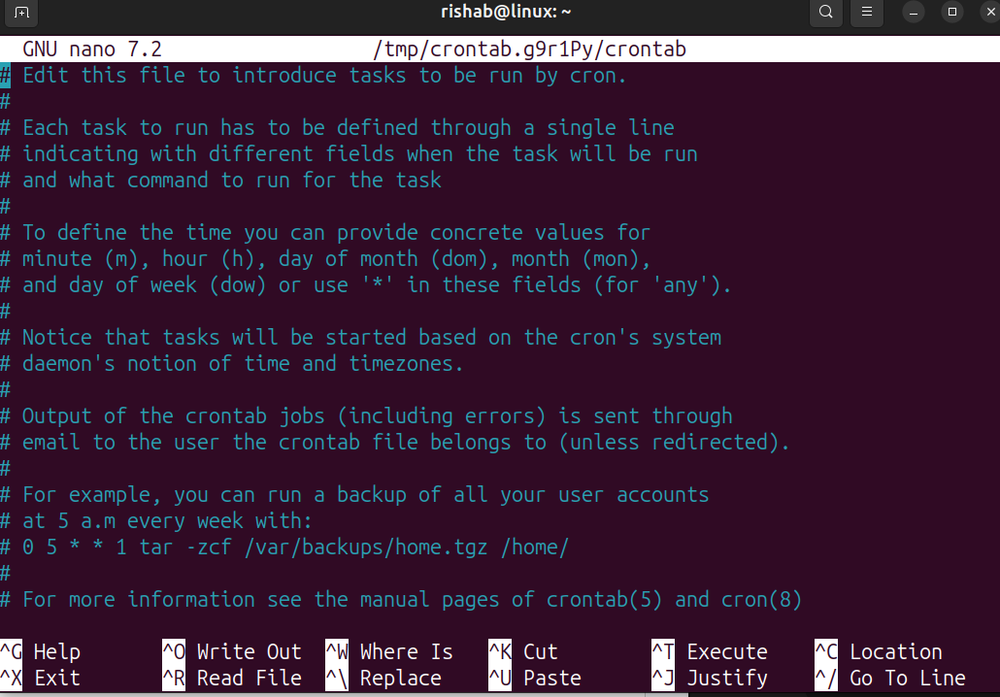 rishab@linux: ~
GNU nano 7.2 /tmp/crontab.g9r1Py/crontab
# Edit this file to introduce tasks to be run by cron.
#
# Each task to run has to be defined through a single line
# indicating with different fields when the task will be run
# and what command to run for the task
#
# To define the time you can provide concrete values for
# minute (m), hour (h), day of month (dom), month (mon),
# and day of week (dow) or use '*' in these fields (for 'any').
#
# Notice that tasks will be started based on the cron's system
# daemon's notion of time and timezones.
#
# Output of the crontab jobs (including errors) is sent through
# email to the user the crontab file belongs to (unless redirected).
#
# For example, you can run a backup of all your user accounts
# at 5 a.m every week with:
# 0 5 * * 1 tar -zcf /var/backups/home.tgz /home/
#
# For more information see the manual pages of crontab(5) and cron(8)
^G Help ^O Write Out ^W Where Is ^K Cut ^T Execute ^C Location
^X Exit ^R Read File ^\ Replace ^U Paste ^J Justify ^/ Go To Line